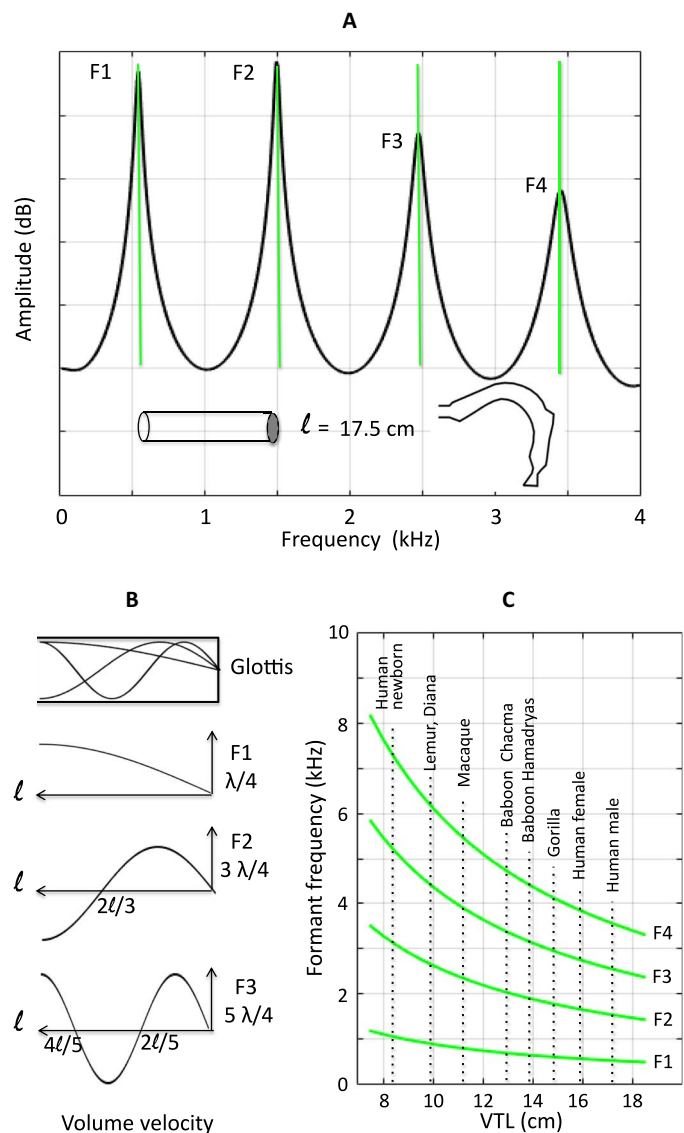 A
F1
F2
F3
F4
Amplitude (dB)
ℓ = 17.5 cm
0
1
2
3
4
Frequency (kHz)
B
Glottis
ℓ
F1
λ/4
ℓ
F2
3 λ/4
2ℓ/3
ℓ
F3
5 λ/4
4ℓ/5
2ℓ/5
Volume velocity
C
10
8
6
4
2
0
Formant frequency (kHz)
Human
newborn
Lemur, Diana
Macaque
Baboon Chacma
Baboon Hamadryas
Gorilla
Human female
Human male
F4
F3
F2
F1
8
10
12
14
16
18
VTL (cm)